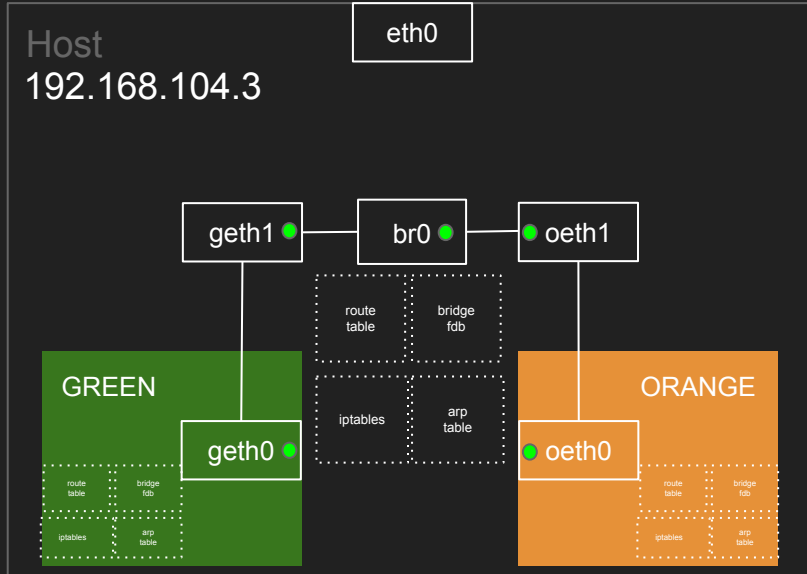 eth0
Host
192.168.104.3
geth1
br0
oeth1
route
table
bridge
fdb
iptables
arp
table
GREEN
geth0
route
table
bridge
fdb
iptables
arp
table
ORANGE
oeth0
route
table
bridge
fdb
iptables
arp
table